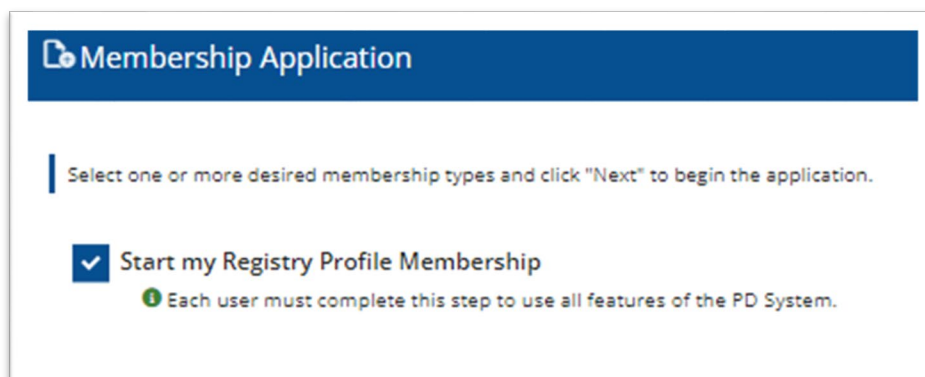 Membership Application
Select one or more desired membership types and click "Next" to begin the application.
Start my Registry Profile Membership
Each user must complete this step to use all features of the PD System.